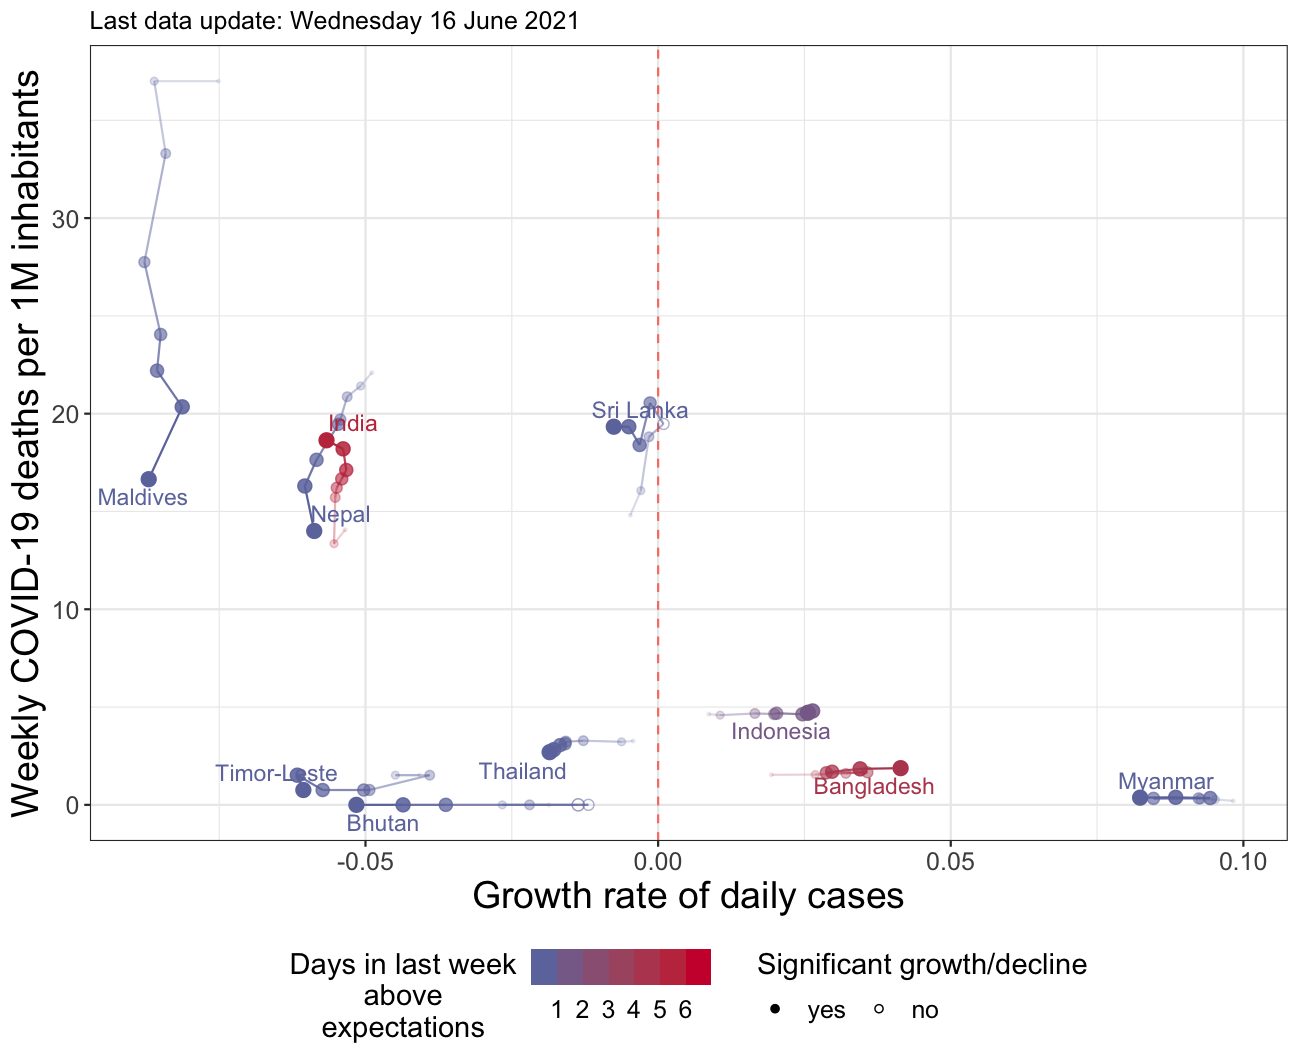 Last data update: Wednesday 16 June 2021
Weekly COVID-19 deaths per 1M inhabitants
30
20
10
0
Maldives
India
Nepal
Sri Lanka
Indonesia
Thailand
Timor-Leste
Bangladesh
Myanmar
Bhutan
-0.05
0.00
0.05
0.10
Growth rate of daily cases
Days in last week
above
expectations
1 2 3 4 5 6
Significant growth/decline
yes
no